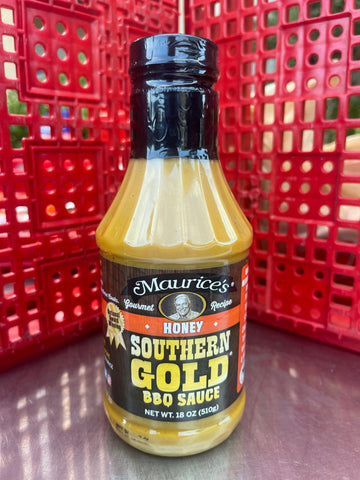 Maurice's®
Gourmet Recipe
HONEY
SOUTHERN
GOLD®
BBQ SAUCE
NET WT. 18 OZ (510g)